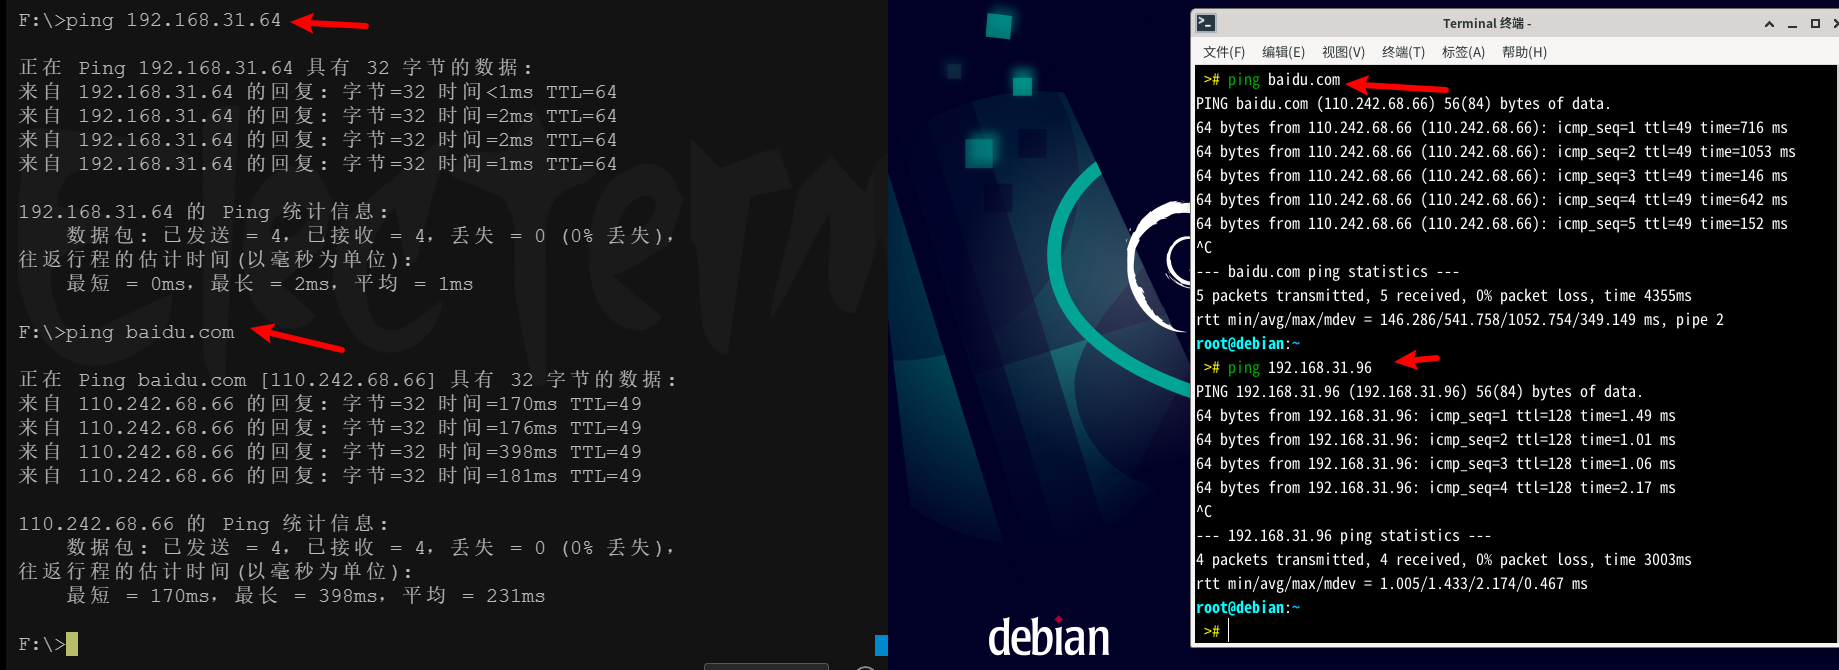 F:\>ping 192.168.31.64
正在 Ping 192.168.31.64 具有 32 字节的数据:
来自 192.168.31.64 的回复: 字节=32 时间<1ms TTL=64
来自 192.168.31.64 的回复: 字节=32 时间=2ms TTL=64
来自 192.168.31.64 的回复: 字节=32 时间=2ms TTL=64
来自 192.168.31.64 的回复: 字节=32 时间=1ms TTL=64
192.168.31.64 的 Ping 统计信息:
数据包: 已发送 = 4，已接收 = 4，丢失 = 0 (0% 丢失)，
往返行程的估计时间(以毫秒为单位):
最短 = 0ms，最长 = 2ms，平均 = 1ms
F:\>ping baidu.com
正在 Ping baidu.com [110.242.68.66] 具有 32 字节的数据:
来自 110.242.68.66 的回复: 字节=32 时间=170ms TTL=49
来自 110.242.68.66 的回复: 字节=32 时间=176ms TTL=49
来自 110.242.68.66 的回复: 字节=32 时间=398ms TTL=49
来自 110.242.68.66 的回复: 字节=32 时间=181ms TTL=49
110.242.68.66 的 Ping 统计信息:
数据包: 已发送 = 4，已接收 = 4，丢失 = 0 (0% 丢失)，
往返行程的估计时间(以毫秒为单位):
最短 = 170ms，最长 = 398ms，平均 = 231ms
F:\>
debian
Terminal 终端 -
文件(F) 编辑(E) 视图(V) 终端(T) 标签(A) 帮助(H)
># ping baidu.com
PING baidu.com (110.242.68.66) 56(84) bytes of data.
64 bytes from 110.242.68.66 (110.242.68.66): icmp_seq=1 ttl=49 time=716 ms
64 bytes from 110.242.68.66 (110.242.68.66): icmp_seq=2 ttl=49 time=1053 ms
64 bytes from 110.242.68.66 (110.242.68.66): icmp_seq=3 ttl=49 time=146 ms
64 bytes from 110.242.68.66 (110.242.68.66): icmp_seq=4 ttl=49 time=642 ms
64 bytes from 110.242.68.66 (110.242.68.66): icmp_seq=5 ttl=49 time=152 ms
^C
--- baidu.com ping statistics ---
5 packets transmitted, 5 received, 0% packet loss, time 4355ms
rtt min/avg/max/mdev = 146.286/541.758/1052.754/349.149 ms, pipe 2
root@debian:~
># ping 192.168.31.96
PING 192.168.31.96 (192.168.31.96) 56(84) bytes of data.
64 bytes from 192.168.31.96: icmp_seq=1 ttl=128 time=1.49 ms
64 bytes from 192.168.31.96: icmp_seq=2 ttl=128 time=1.01 ms
64 bytes from 192.168.31.96: icmp_seq=3 ttl=128 time=1.06 ms
64 bytes from 192.168.31.96: icmp_seq=4 ttl=128 time=2.17 ms
^C
--- 192.168.31.96 ping statistics ---
4 packets transmitted, 4 received, 0% packet loss, time 3003ms
rtt min/avg/max/mdev = 1.005/1.433/2.174/0.467 ms
root@debian:~
>#